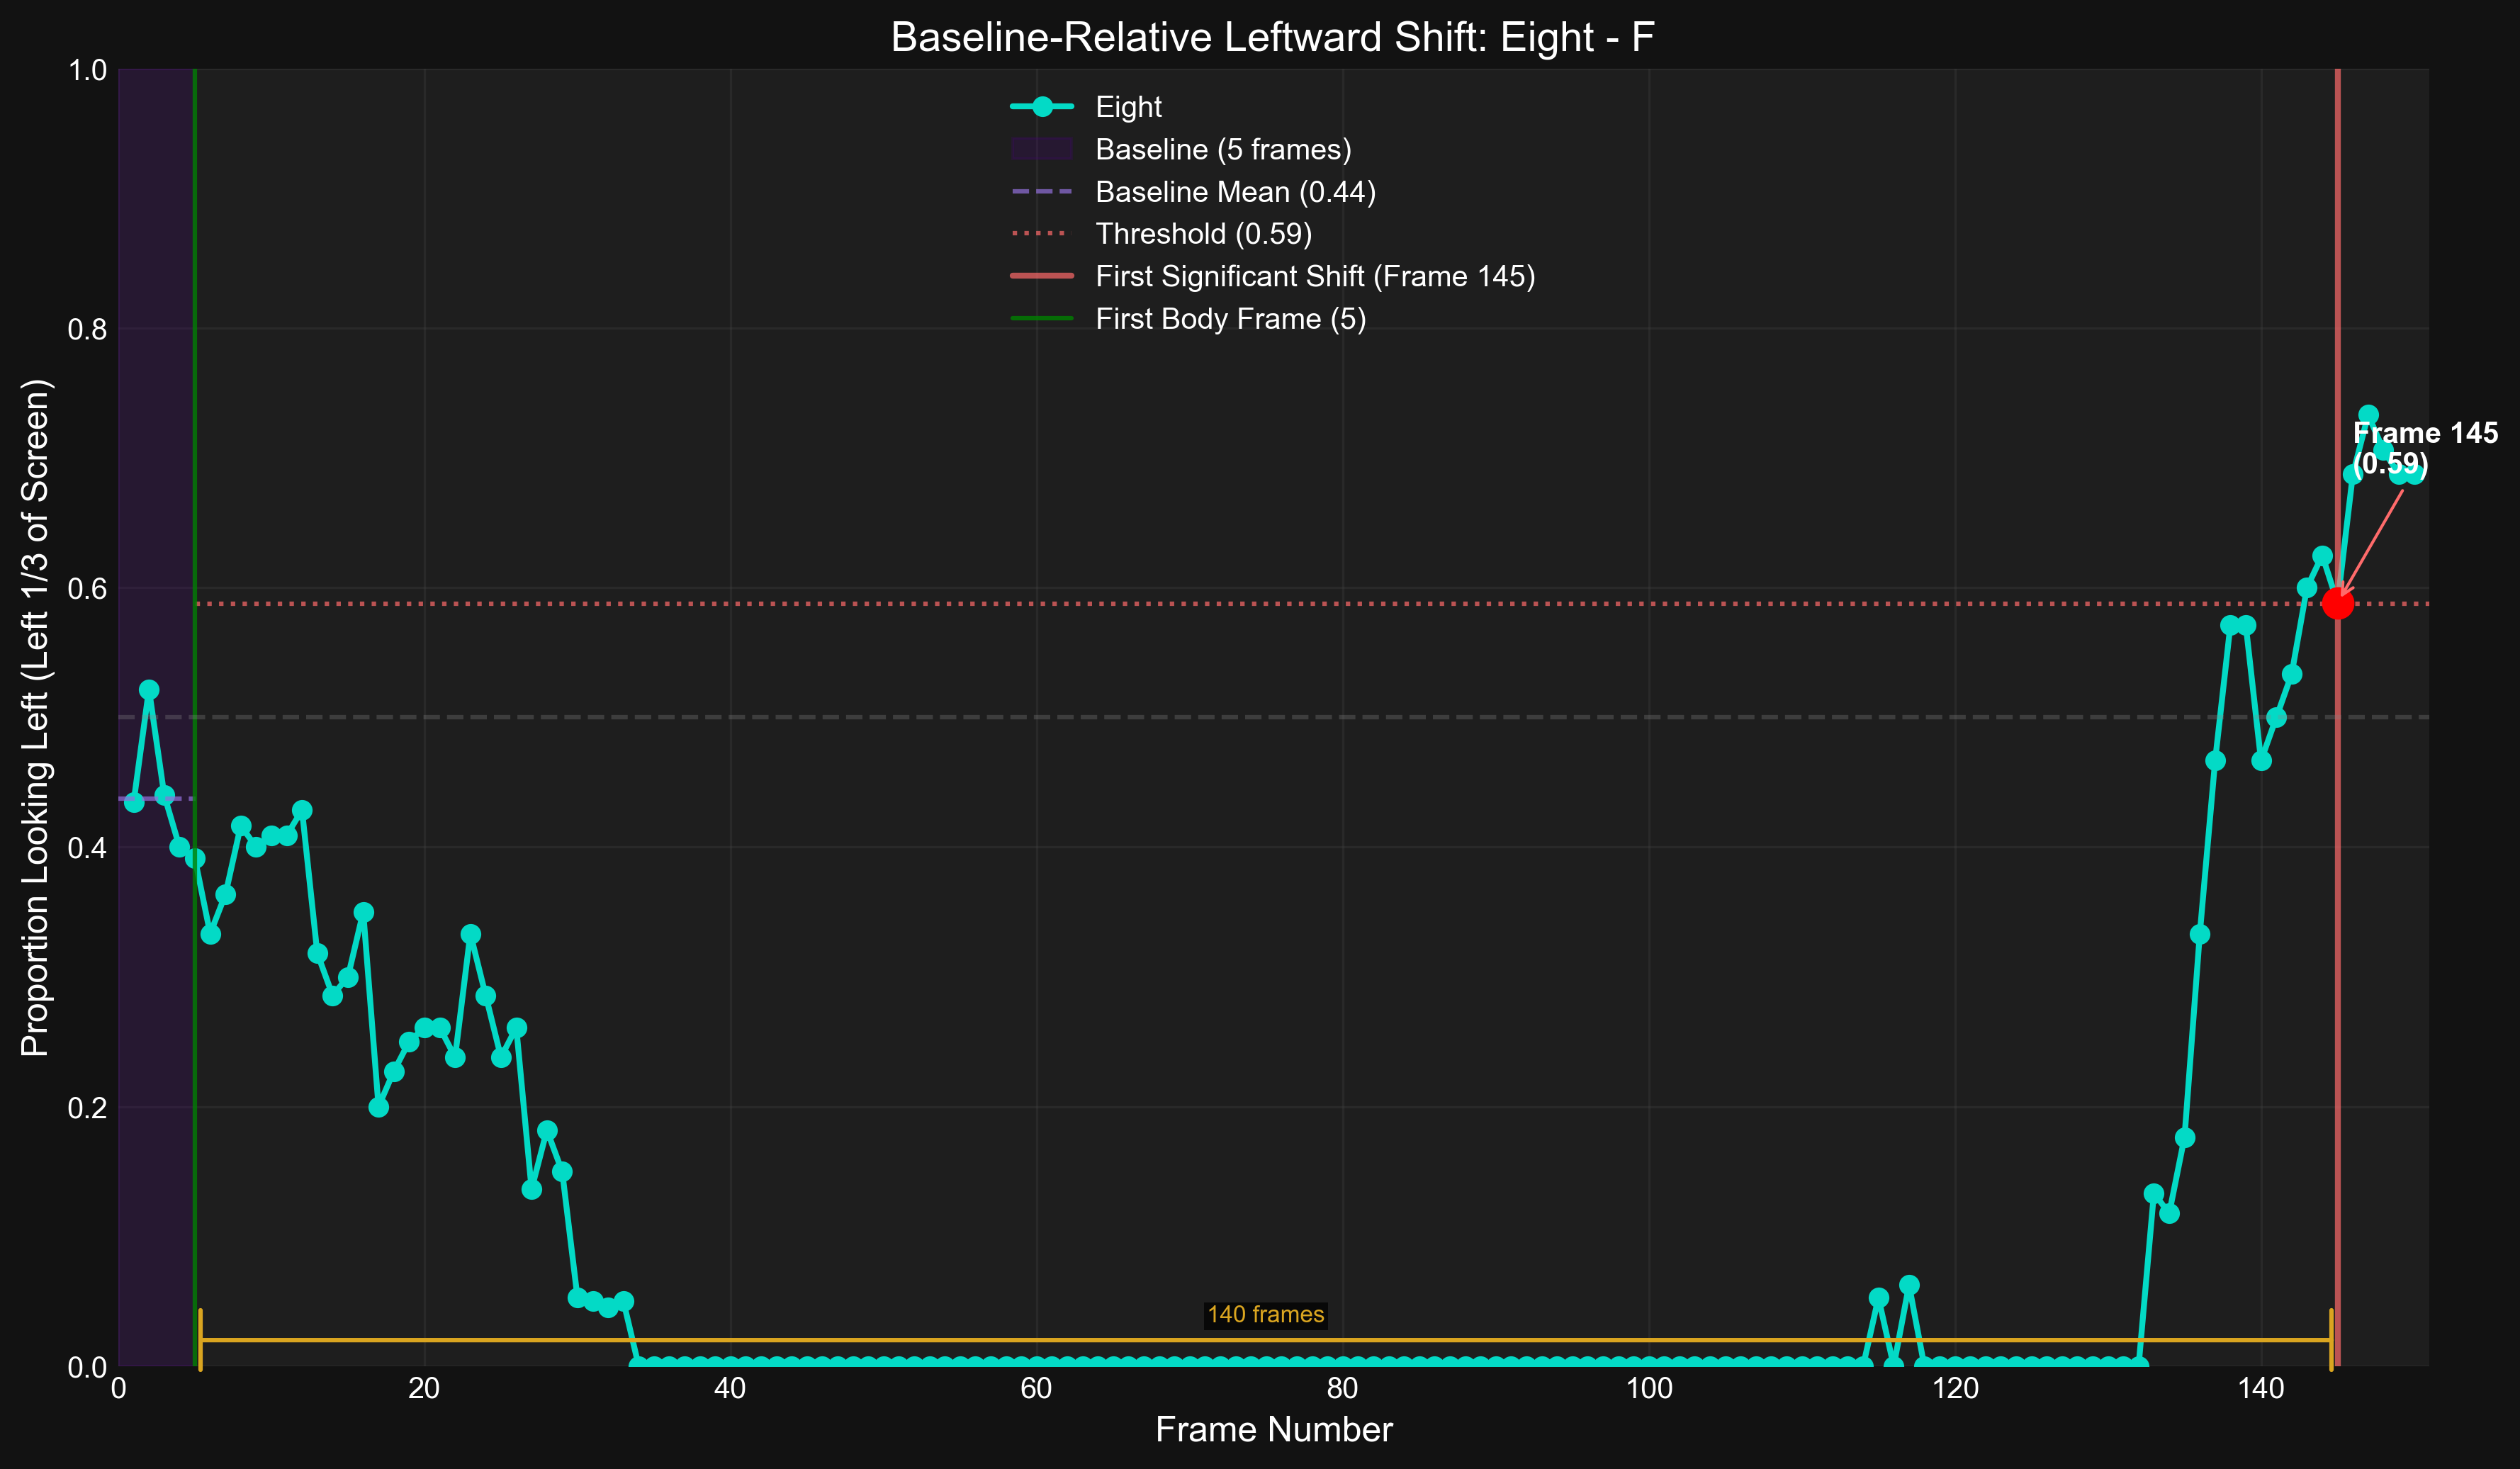 Baseline-Relative Leftward Shift: Eight - F
1.0
0.8
0.6
0.4
0.2
0.0
Proportion Looking Left (Left 1/3 of Screen)
Eight
Baseline (5 frames)
Baseline Mean (0.44)
Threshold (0.59)
First Significant Shift (Frame 145)
First Body Frame (5)
Frame 145
(0.59)
140 frames
0 20 40 60 80 100 120 140
Frame Number